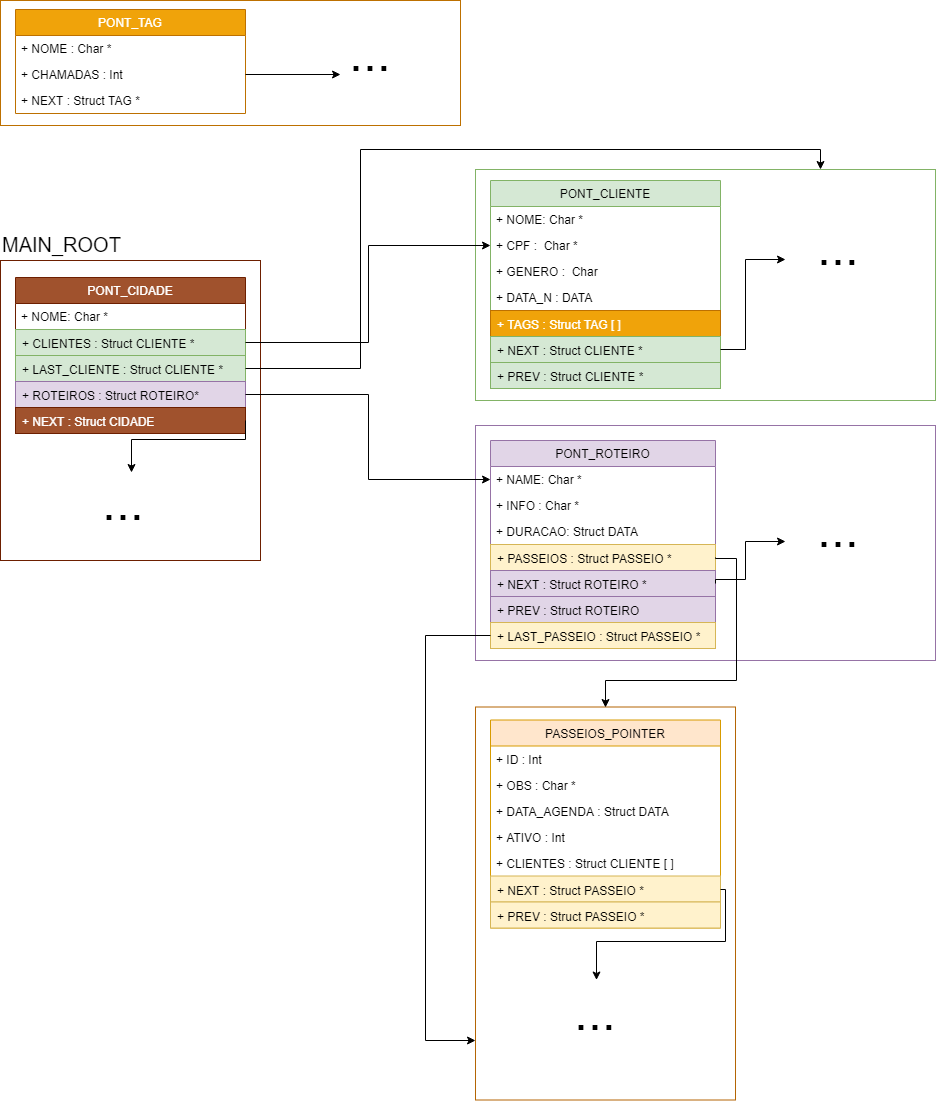 PONT_TAG
+ NOME : Char *
+ CHAMADAS : Int
+ NEXT : Struct TAG *
...
PONT_CLIENTE
+ NOME: Char *
+ CPF :  Char *
+ GENERO :  Char
+ DATA_N : DATA
+ TAGS : Struct TAG [ ]
+ NEXT : Struct CLIENTE *
+ PREV : Struct CLIENTE *
...
MAIN_ROOT
PONT_CIDADE
+ NOME: Char *
+ CLIENTES : Struct CLIENTE *
+ LAST_CLIENTE : Struct CLIENTE *
+ ROTEIROS : Struct ROTEIRO*
+ NEXT : Struct CIDADE
...
PONT_ROTEIRO
+ NAME: Char *
+ INFO : Char *
+ DURACAO: Struct DATA
+ PASSEIOS : Struct PASSEIO *
+ NEXT : Struct ROTEIRO *
+ PREV : Struct ROTEIRO
+ LAST_PASSEIO : Struct PASSEIO *
...
PASSEIOS_POINTER
+ ID : Int
+ OBS : Char *
+ DATA_AGENDA : Struct DATA
+ ATIVO : Int
+ CLIENTES : Struct CLIENTE [ ]
+ NEXT : Struct PASSEIO *
+ PREV : Struct PASSEIO *
...